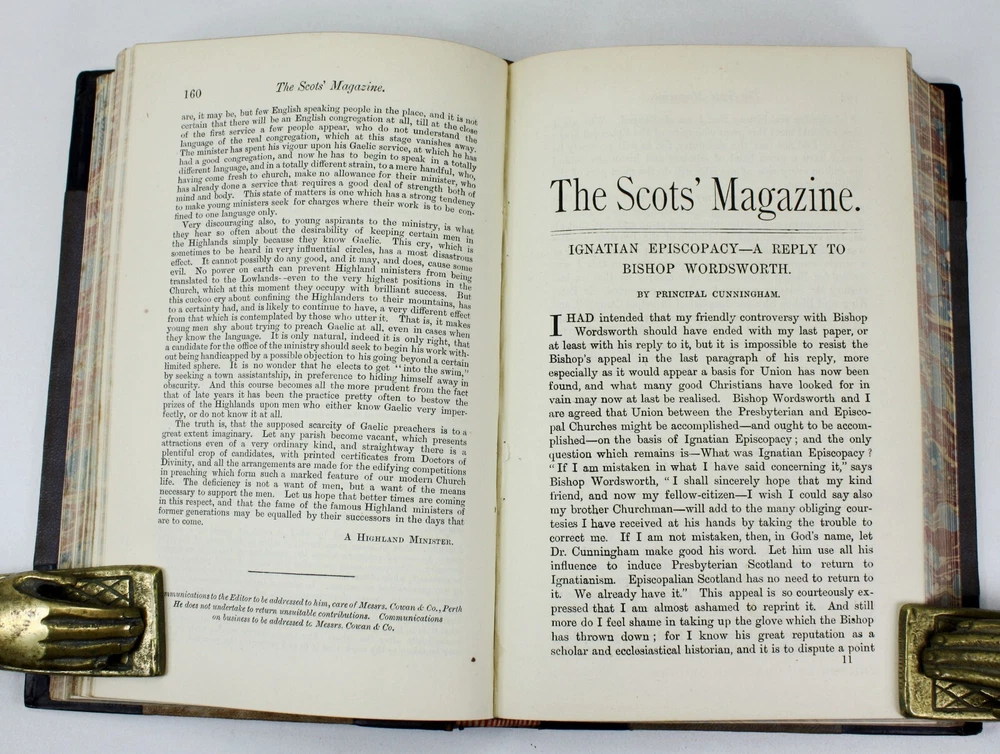 160
The Scots' Magazine.
are, it may be, but few English speaking people in the place, and it is not
certain that there will be an English congregation at all, till at the close
of the first service a few people appear, who do not understand the
language of the real congregation, which at this stage vanishes away.
The minister has spent his vigour upon his Gaelic service, at which he has
had a good congregation, and now he has to begin to speak in a totally
different language, and in a totally different strain, to a mere handful, who,
having come fresh to church, make no allowance for their minister, who
has already done a service that requires a good deal of strength both of
mind and body. This state of matters is one which has a strong tendency
to make young ministers seek for charges where their work is to be con-
fined to one language only.
Very discouraging also, to young aspirants to the ministry, is what
they hear so often about the desirability of keeping certain men in
the Highlands simply because they know Gaelic. This cry, which is
sometimes to be heard in very influential circles, has a most disastrous
effect. It cannot possibly do any good, and it may, and does, cause some
evil. No power on earth can prevent Highland ministers from being
translated to the Lowlands—even to the very highest positions in the
Church, which at this moment they occupy with brilliant success. But
this cuckoo cry about confining the Highlanders to their mountains, has
to a certainty had, and is likely to continue to have, a very different effect
from that which is contemplated by those who utter it. That is, it makes
young men shy about trying to preach Gaelic at all, even in cases when
they know the language. It is only natural, indeed it is only right, that
a candidate for the office of the ministry should seek to begin his work with-
out being handicapped by a possible objection to his going beyond a certain
limited sphere. It is no wonder that he elects to get "into the swim,"
by seeking a town assistantship, in preference to hiding himself away in
obscurity. And this course becomes all the more prudent from the fact
that of late years it has been the practice pretty often to bestow the
prizes of the Highlands upon men who either know Gaelic very imper-
fectly, or do not know it at all.
The truth is, that the supposed scarcity of Gaelic preachers is to a
great extent imaginary. Let any parish become vacant, which presents
attractions even of a very ordinary kind, and straightway there is a
plentiful crop of candidates, with printed certificates from Doctors of
Divinity, and all the arrangements are made for the edifying competitions
in preaching which form such a marked feature of our modern Church
life. The deficiency is not a want of men, but a want of the means
necessary to support the men. Let us hope that better times are coming
in this respect, and that the fame of the famous Highland ministers of
former generations may be equalled by their successors in the days that
are to come.
A Highland Minister.
munications to the Editor to be addressed to him, care of Messrs. Cowan & Co., Perth
He does not undertake to return unsuitable contributions. Communications
on business to be addressed to Messrs. Cowan & Co.
The Scots' Magazine.
IGNATIAN EPISCOPACY—A REPLY TO
BISHOP WORDSWORTH.
BY PRINCIPAL CUNNINGHAM.
I HAD intended that my friendly controversy with Bishop
Wordsworth should have ended with my last paper, or
at least with his reply to it, but it is impossible to resist the
Bishop's appeal in the last paragraph of his reply, more
especially as it would appear a basis for Union has now been
found, and what many good Christians have looked for in
vain may now at last be realised. Bishop Wordsworth and I
are agreed that Union between the Presbyterian and Episco-
pal Churches might be accomplished—and ought to be accom-
plished—on the basis of Ignatian Episcopacy; and the only
question which remains is—What was Ignatian Episcopacy?
"If I am mistaken in what I have said concerning it," says
Bishop Wordsworth, "I shall sincerely hope that my kind
friend, and now my fellow-citizen—I wish I could say also
my brother Churchman—will add to the many obliging cour-
tesies I have received at his hands by taking the trouble to
correct me. If I am not mistaken, then, in God's name, let
Dr. Cunningham make good his word. Let him use all his
influence to induce Presbyterian Scotland to return to
Ignatianism. Episcopalian Scotland has no need to return to
it. We already have it." This appeal is so courteously ex-
pressed that I am almost ashamed to reprint it. And still
more do I feel shame in taking up the glove which the Bishop
has thrown down; for I know his great reputation as a
scholar and ecclesiastical historian, and it is to dispute a point
11